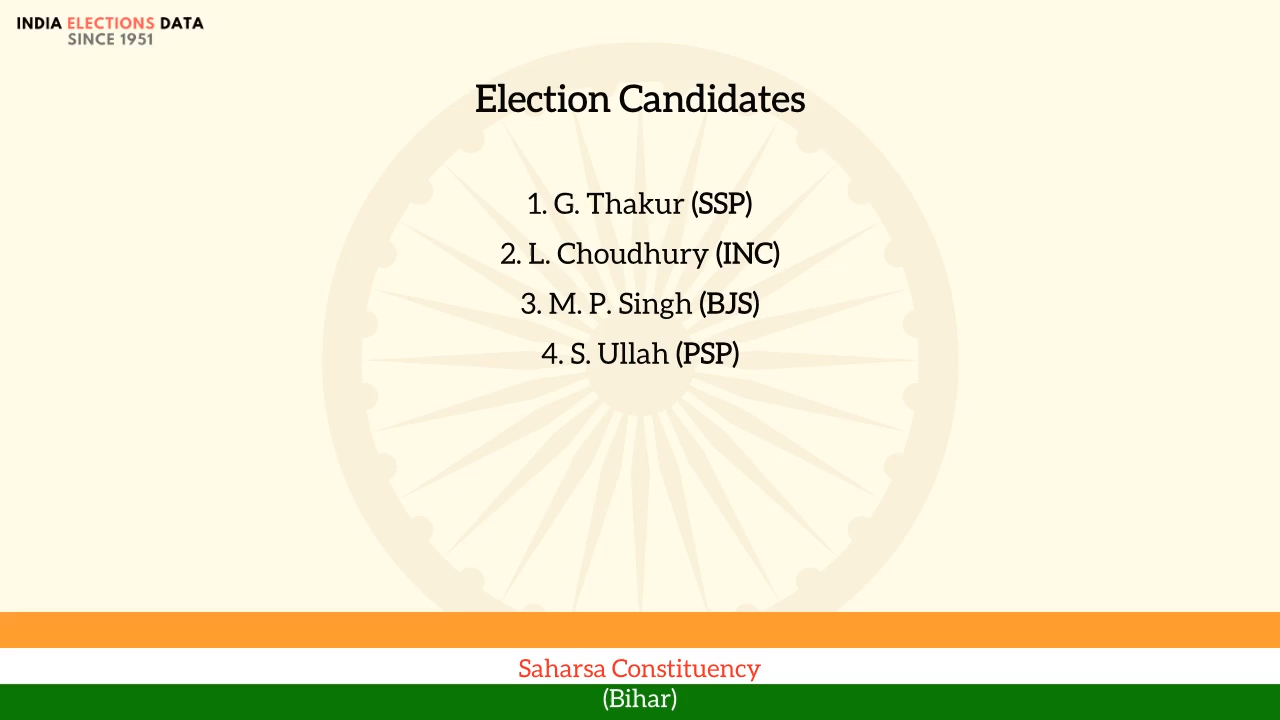 INDIA ELECTIONS DATA
SINCE 1951
Election Candidates
1. G. Thakur (SSP)
2. L. Choudhury (INC)
3. M. P. Singh (BJS)
4. S. Ullah (PSP)
Saharsa Constituency
(Bihar)